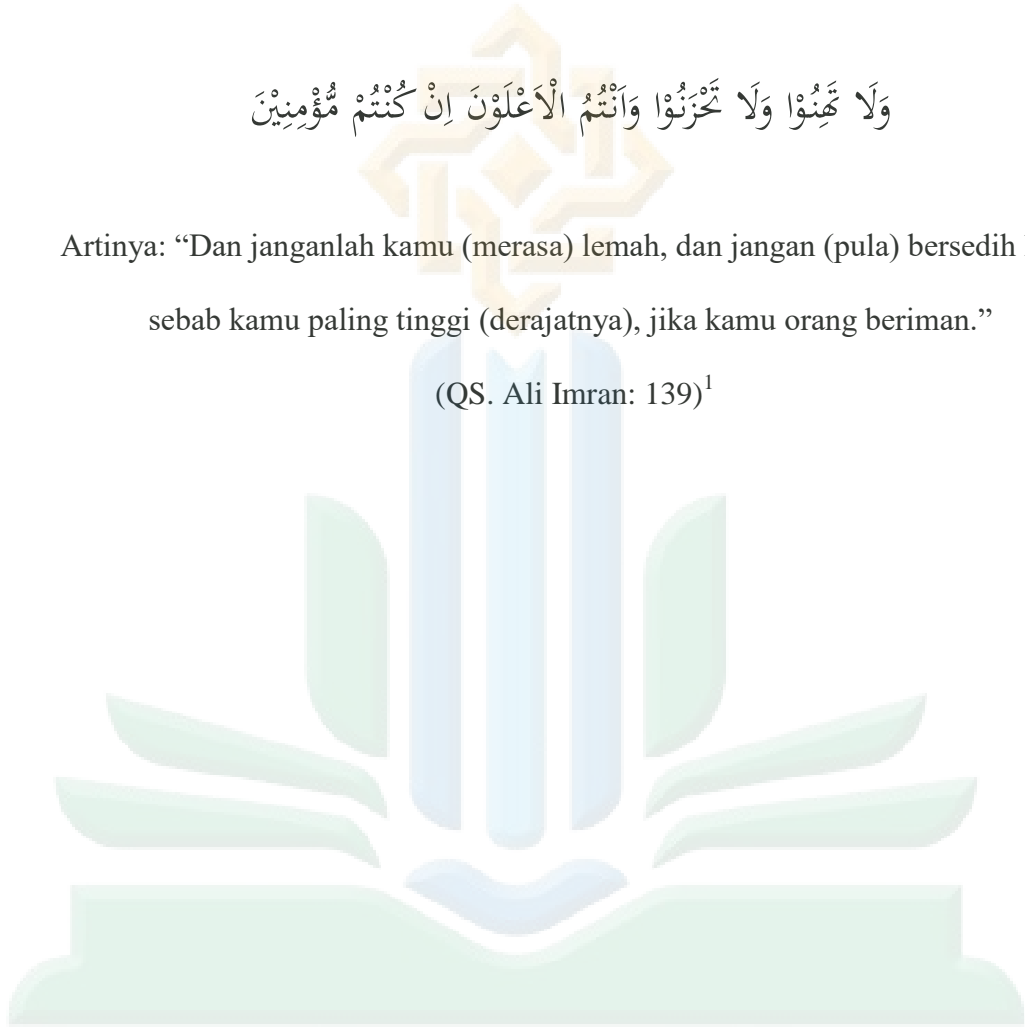 وَلَا تَهِنُوْا وَلَا تَحْزَنُوْا وَاَنْتُمُ الْاَعْلَوْنَ اِنْ كُنْتُمْ مُّؤْمِنِيْنَ
Artinya: “Dan janganlah kamu (merasa) lemah, dan jangan (pula) bersedih
sebab kamu paling tinggi (derajatnya), jika kamu orang beriman.”
(QS. Ali Imran: 139)¹